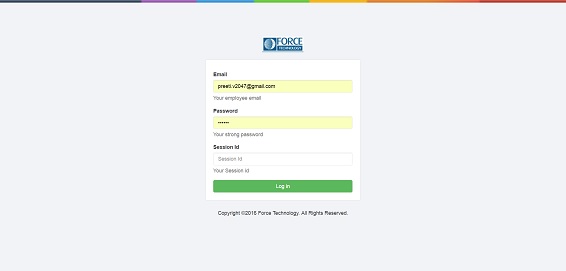 FORCE
TECHNOLOGY
Email
preeti.v2047@gmail.com
Your employee email
Password
••••••
Your strong password
Session Id
Session Id
Your Session Id
Log in
Copyright ©2016 Force Technology. All Rights Reserved.